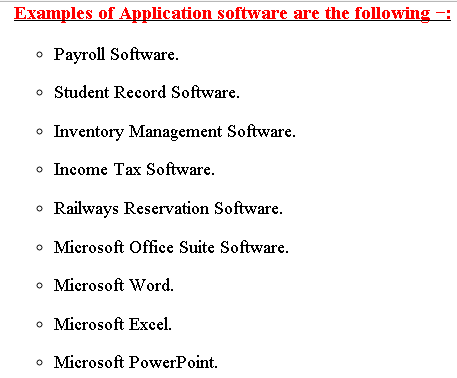 Examples of Application software are the following −:
Payroll Software.
Student Record Software.
Inventory Management Software.
Income Tax Software.
Railways Reservation Software.
Microsoft Office Suite Software.
Microsoft Word.
Microsoft Excel.
Microsoft PowerPoint.